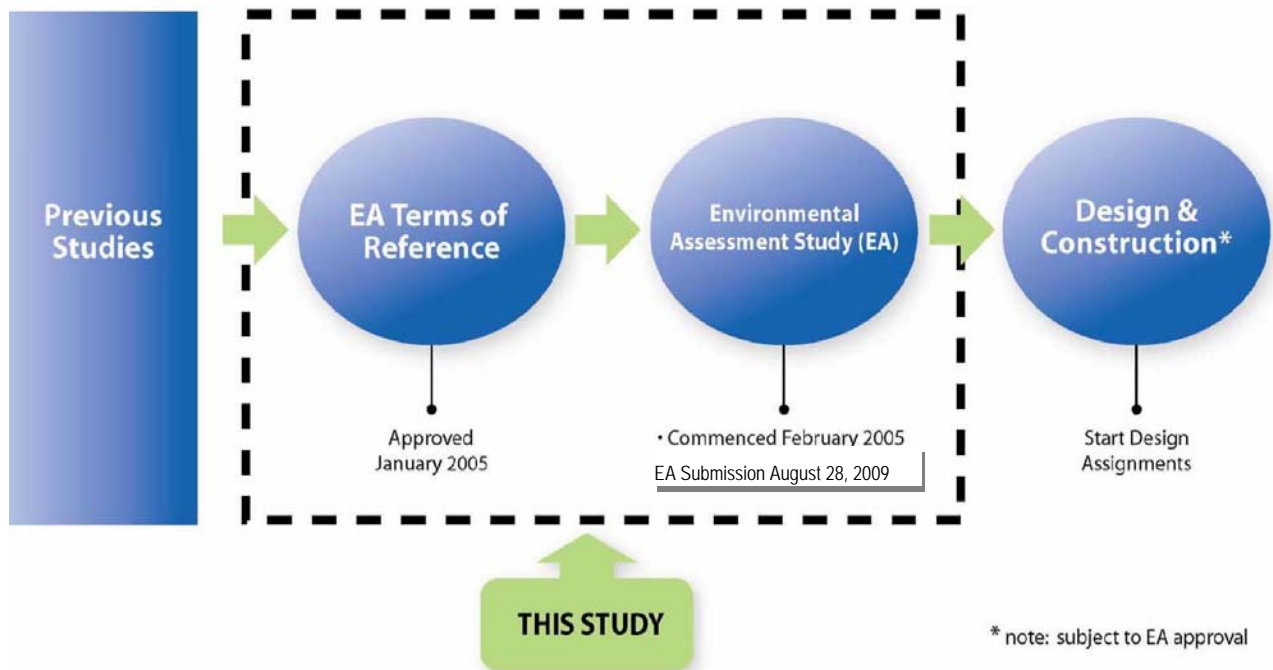 Previous
Studies
EA Terms of
Reference
Environmental
Assessment Study (EA)
Design &
Construction*
Approved
January 2005
• Commenced February 2005
EA Submission August 28, 2009
Start Design
Assignments
THIS STUDY
* note: subject to EA approval